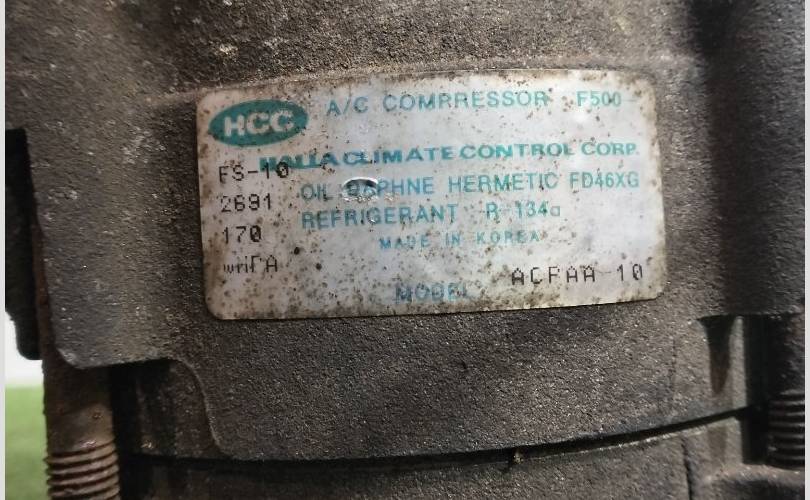 HCC A/C COMPRESSOR F500
HALLA CLIMATE CONTROL CORP.
FS-10
OIL DAPHNE HERMETIC FD46XG
2691
REFRIGERANT R-134a
170
MADE IN KOREA
ACFAA 10
MODEL